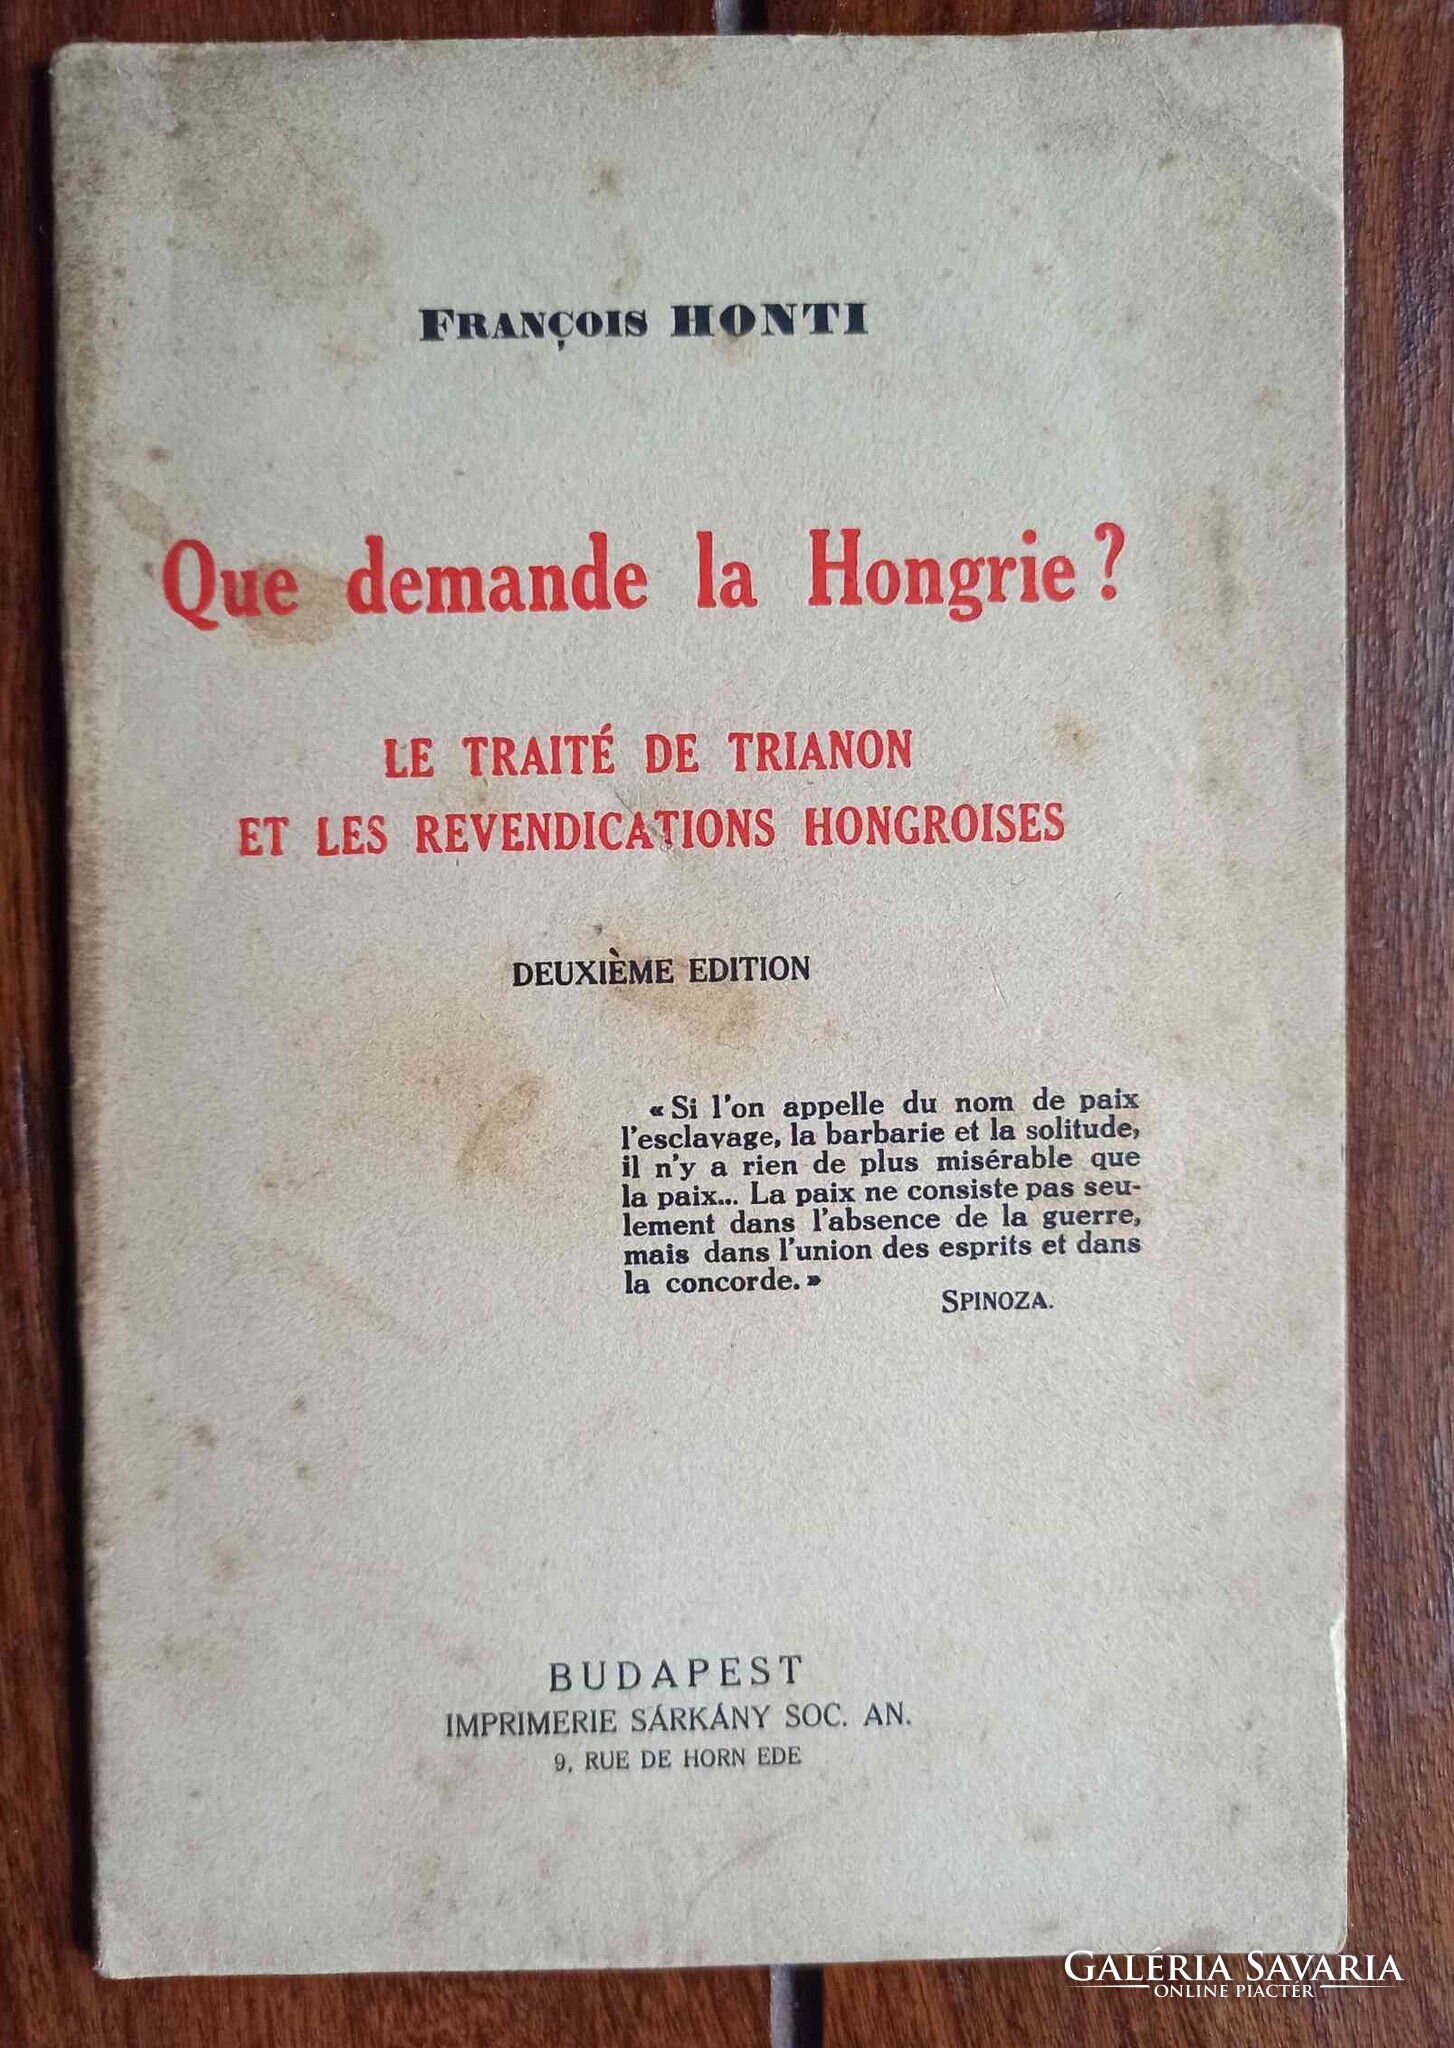 François HONTI
Que demande la Hongrie ?
LE TRAITÉ DE TRIANON
ET LES REVENDICATIONS HONGROISES
DEUXIÈME EDITION
« Si l'on appelle du nom de paix
l'esclavage, la barbarie et la solitude,
il n'y a rien de plus misérable que
la paix... La paix ne consiste pas seu-
lement dans l'absence de la guerre,
mais dans l'union des esprits et dans
la concorde. »
SPINOZA.
BUDAPEST
IMPRIMERIE SÁRKÁNY SOC. AN.
9, RUE DE HORN EDE
GALÉRIA SAVARIA
ONLINE PIACTÉR